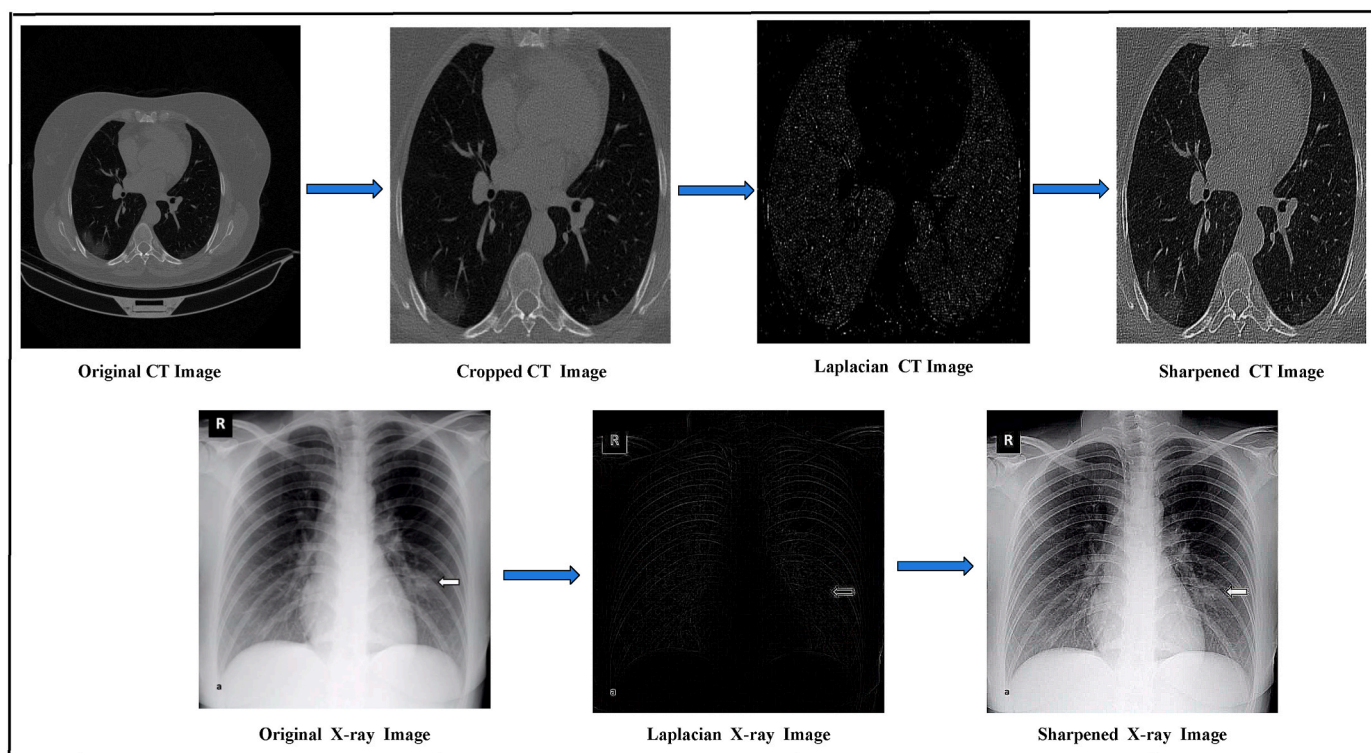 Original CT Image
Cropped CT Image
Laplacian CT Image
Sharpened CT Image
R
R
R
a
a
a
Original X-ray Image
Laplacian X-ray Image
Sharpened X-ray Image